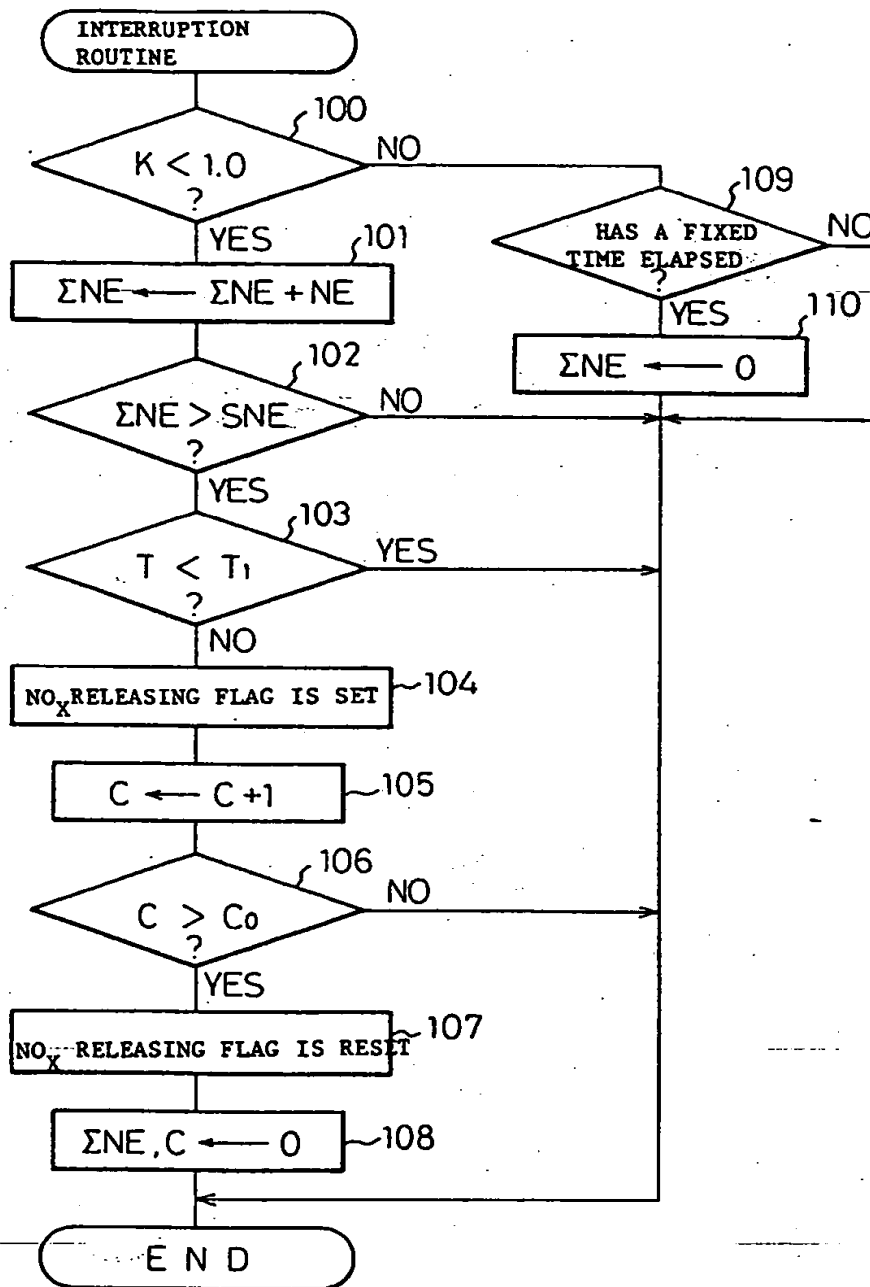 INTERRUPTION
ROUTINE
100
K < 1.0
?
NO
YES
109
HAS A FIXED
TIME ELAPSED
?
NO
YES
101
ΣNE ← ΣNE + NE
110
ΣNE ← 0
102
ΣNE > SNE
?
NO
YES
103
T < T₁
?
YES
NO
NOX RELEASING FLAG IS SET
104
C ← C+1
105
106
C > C₀
?
NO
YES
NOX RELEASING FLAG IS RESET
107
ΣNE, C ← 0
108
END